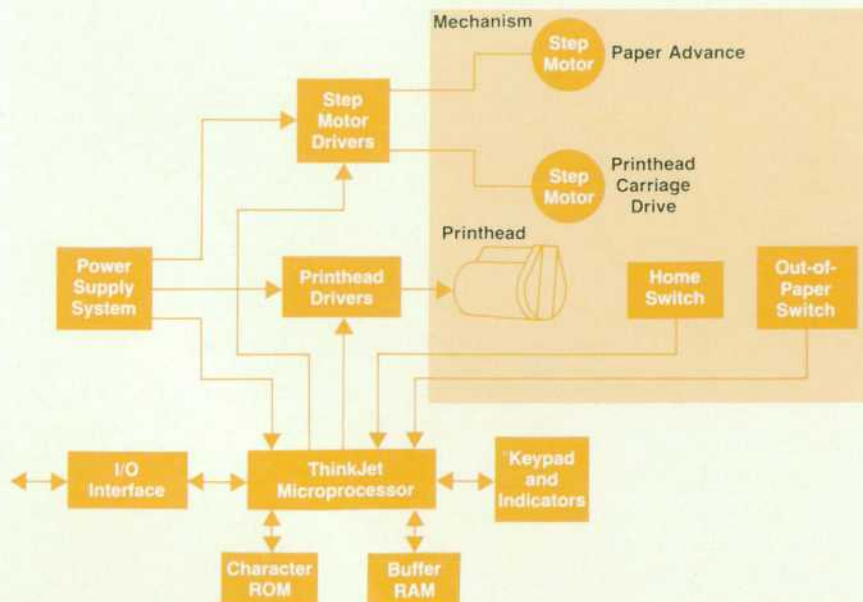 Mechanism
Step
Motor
Paper Advance
Step
Motor
Drivers
Step
Motor
Printhead
Carriage
Drive
Printhead
Power
Supply
System
Printhead
Drivers
Home
Switch
Out-of-
Paper
Switch
I/O
Interface
ThinkJet
Microprocessor
Keypad
and
Indicators
Character
ROM
Buffer
RAM